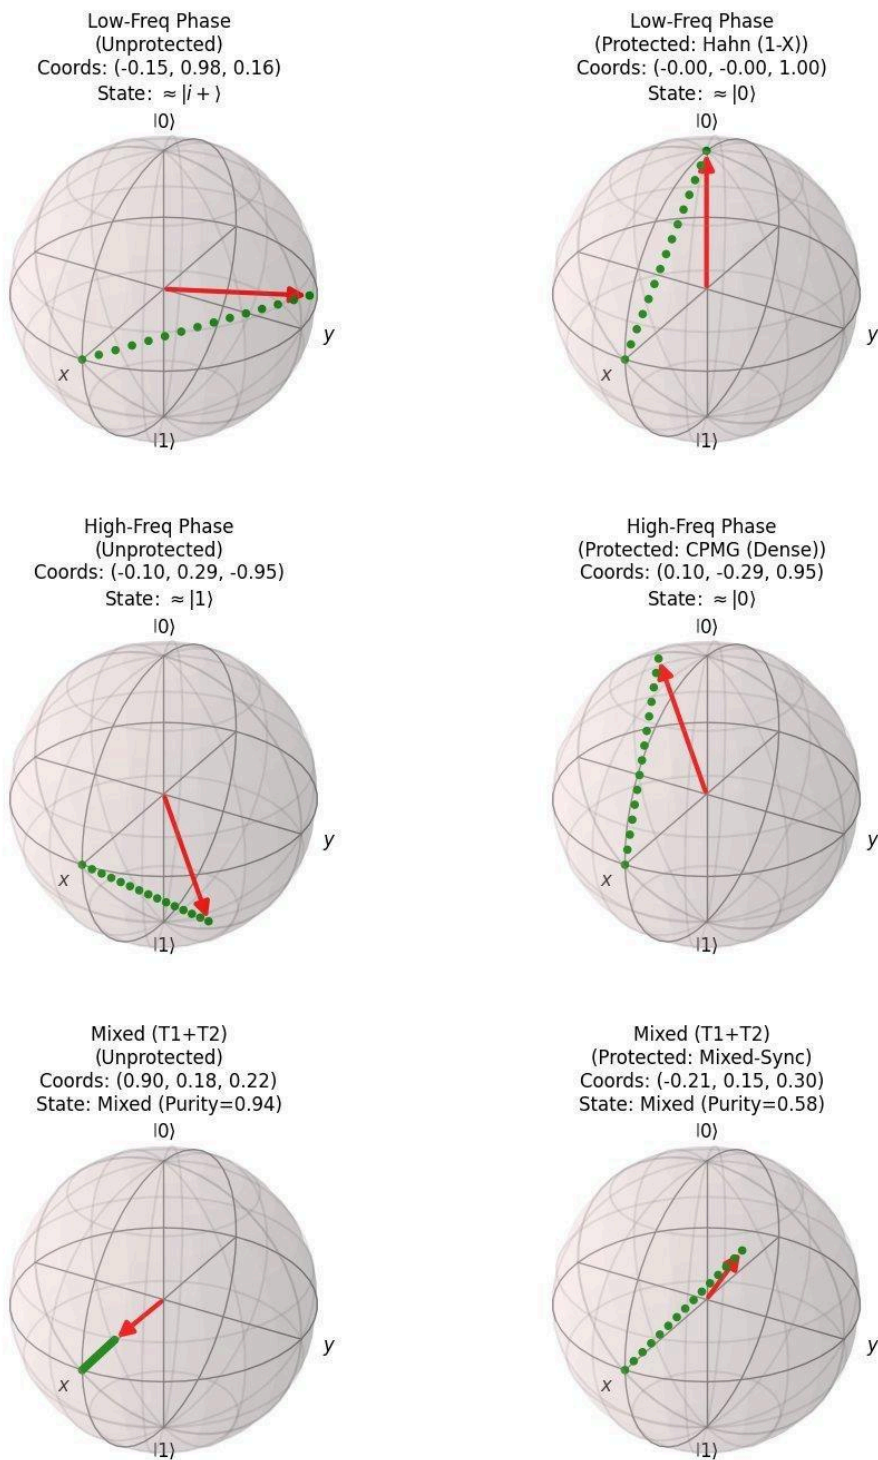 Low-Freq Phase
(Unprotected)
Coords: (-0.15, 0.98, 0.16)
State: ≈|i+⟩
|0⟩
x
y
|1⟩
Low-Freq Phase
(Protected: Hahn (1-X))
Coords: (-0.00, -0.00, 1.00)
State: ≈|0⟩
|0⟩
x
y
|1⟩
High-Freq Phase
(Unprotected)
Coords: (-0.10, 0.29, -0.95)
State: ≈|1⟩
|0⟩
x
y
|1⟩
High-Freq Phase
(Protected: CPMG (Dense))
Coords: (0.10, -0.29, 0.95)
State: ≈|0⟩
|0⟩
x
y
|1⟩
Mixed (T1+T2)
(Unprotected)
Coords: (0.90, 0.18, 0.22)
State: Mixed (Purity=0.94)
|0⟩
x
y
|1⟩
Mixed (T1+T2)
(Protected: Mixed-Sync)
Coords: (-0.21, 0.15, 0.30)
State: Mixed (Purity=0.58)
|0⟩
x
y
|1⟩